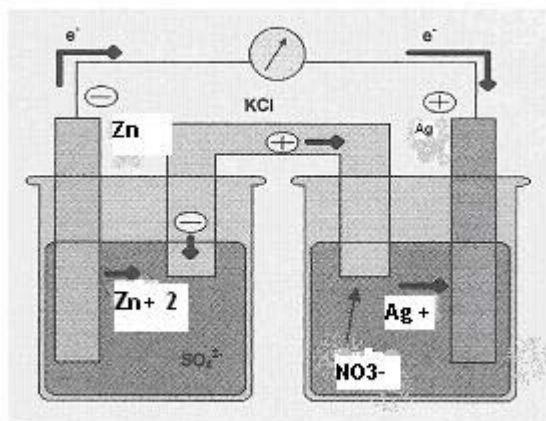 e⁻ e⁻
KCl
Zn Ag
Zn+ 2 Ag +
SO₄²⁻ NO3-